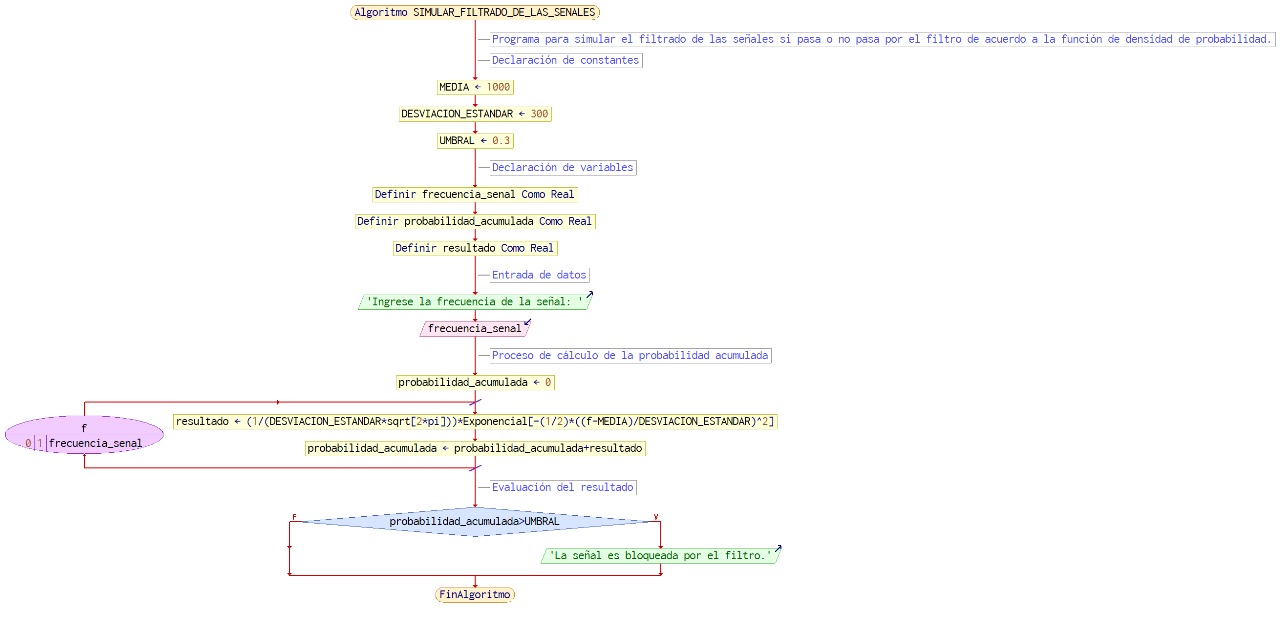 Algoritmo SIMULAR_FILTRADO_DE_LAS_SENALES
Programa para simular el filtrado de las señales si pasa o no pasa por el filtro de acuerdo a la función de densidad de probabilidad.
Declaración de constantes
MEDIA ← 1000
DESVIACION_ESTANDAR ← 300
UMBRAL ← 0.3
Declaración de variables
Definir frecuencia_senal Como Real
Definir probabilidad_acumulada Como Real
Definir resultado Como Real
Entrada de datos
'Ingrese la frecuencia de la señal: '
frecuencia_senal
Proceso de cálculo de la probabilidad acumulada
probabilidad_acumulada ← 0
f
0 1 frecuencia_senal
resultado ← (1/(DESVIACION_ESTANDAR*sqrt[2*pi]))*Exponencial[-(1/2)*((f-MEDIA)/DESVIACION_ESTANDAR)^2]
probabilidad_acumulada ← probabilidad_acumulada+resultado
Evaluación del resultado
F
probabilidad_acumulada>UMBRAL
V
'La señal es bloqueada por el filtro.'
FinAlgoritmo